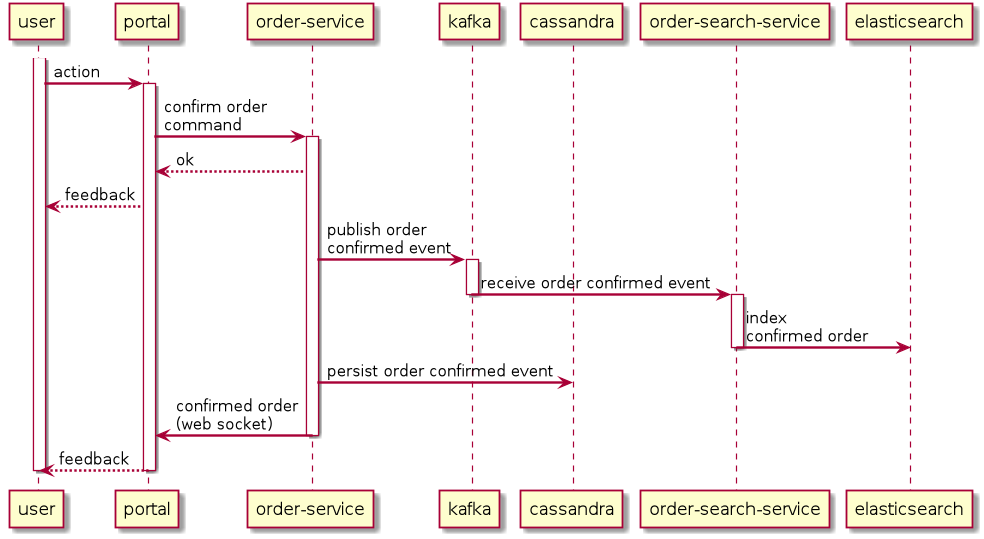 user portal order-service kafka cassandra order-search-service elasticsearch
action
confirm order
command
ok
feedback
publish order
confirmed event
receive order confirmed event
index
confirmed order
persist order confirmed event
confirmed order
(web socket)
feedback
user portal order-service kafka cassandra order-search-service elasticsearch